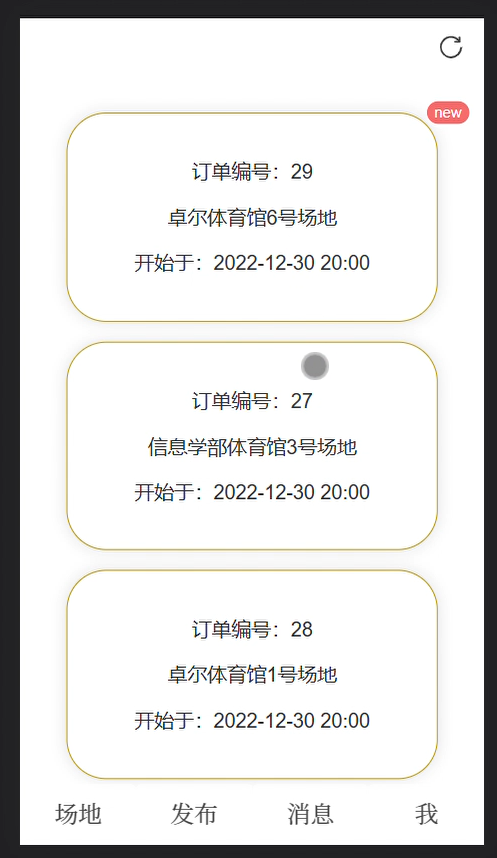 new
订单编号：29
卓尔体育馆6号场地
开始于：2022-12-30 20:00
订单编号：27
信息学部体育馆3号场地
开始于：2022-12-30 20:00
订单编号：28
卓尔体育馆1号场地
开始于：2022-12-30 20:00
场地 发布 消息 我